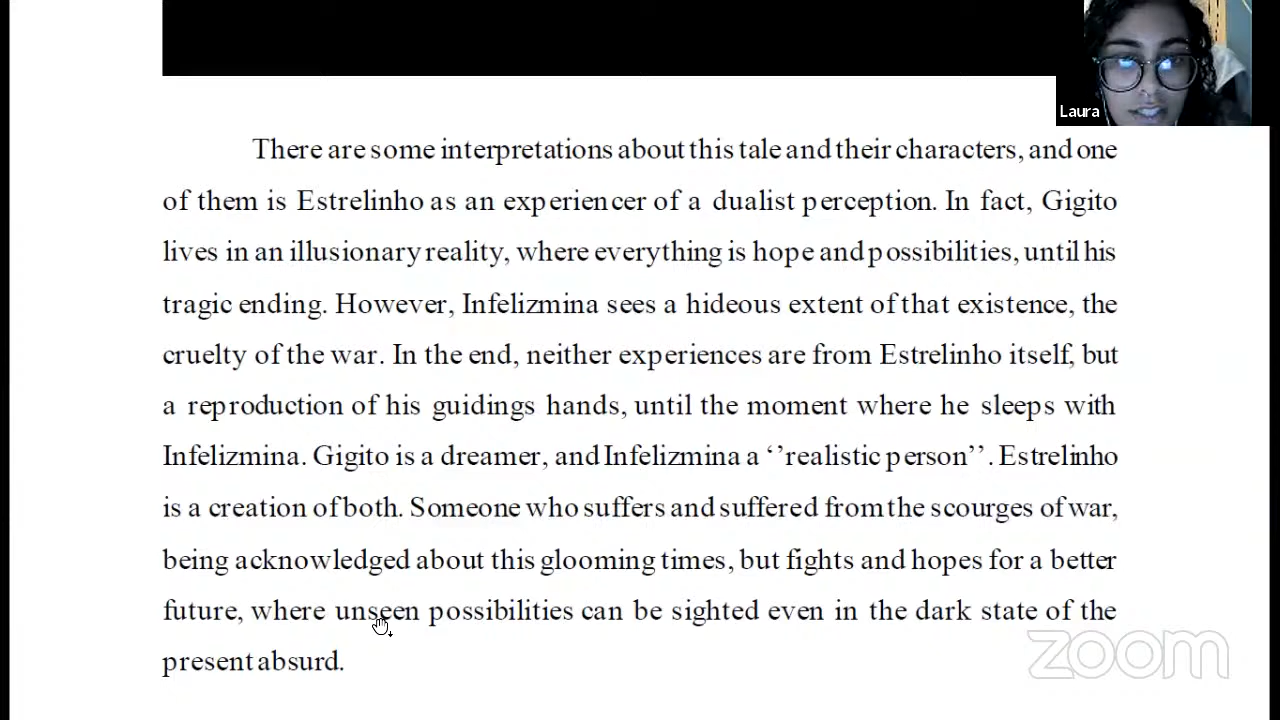 Laura
There are some interpretations about this tale and their characters, and one
of them is Estrelinho as an experiencer of a dualist perception. In fact, Gigito
lives in an illusionary reality, where everything is hope and possibilities, until his
tragic ending. However, Infelizmina sees a hideous extent of that existence, the
cruelty of the war. In the end, neither experiences are from Estrelinho itself, but
a reproduction of his guidings hands, until the moment where he sleeps with
Infelizmina. Gigito is a dreamer, and Infelizmina a ‘’realistic person’’. Estrelinho
is a creation of both. Someone who suffers and suffered from the scourges of war,
being acknowledged about this glooming times, but fights and hopes for a better
future, where unseen possibilities can be sighted even in the dark state of the
present absurd.
zoom